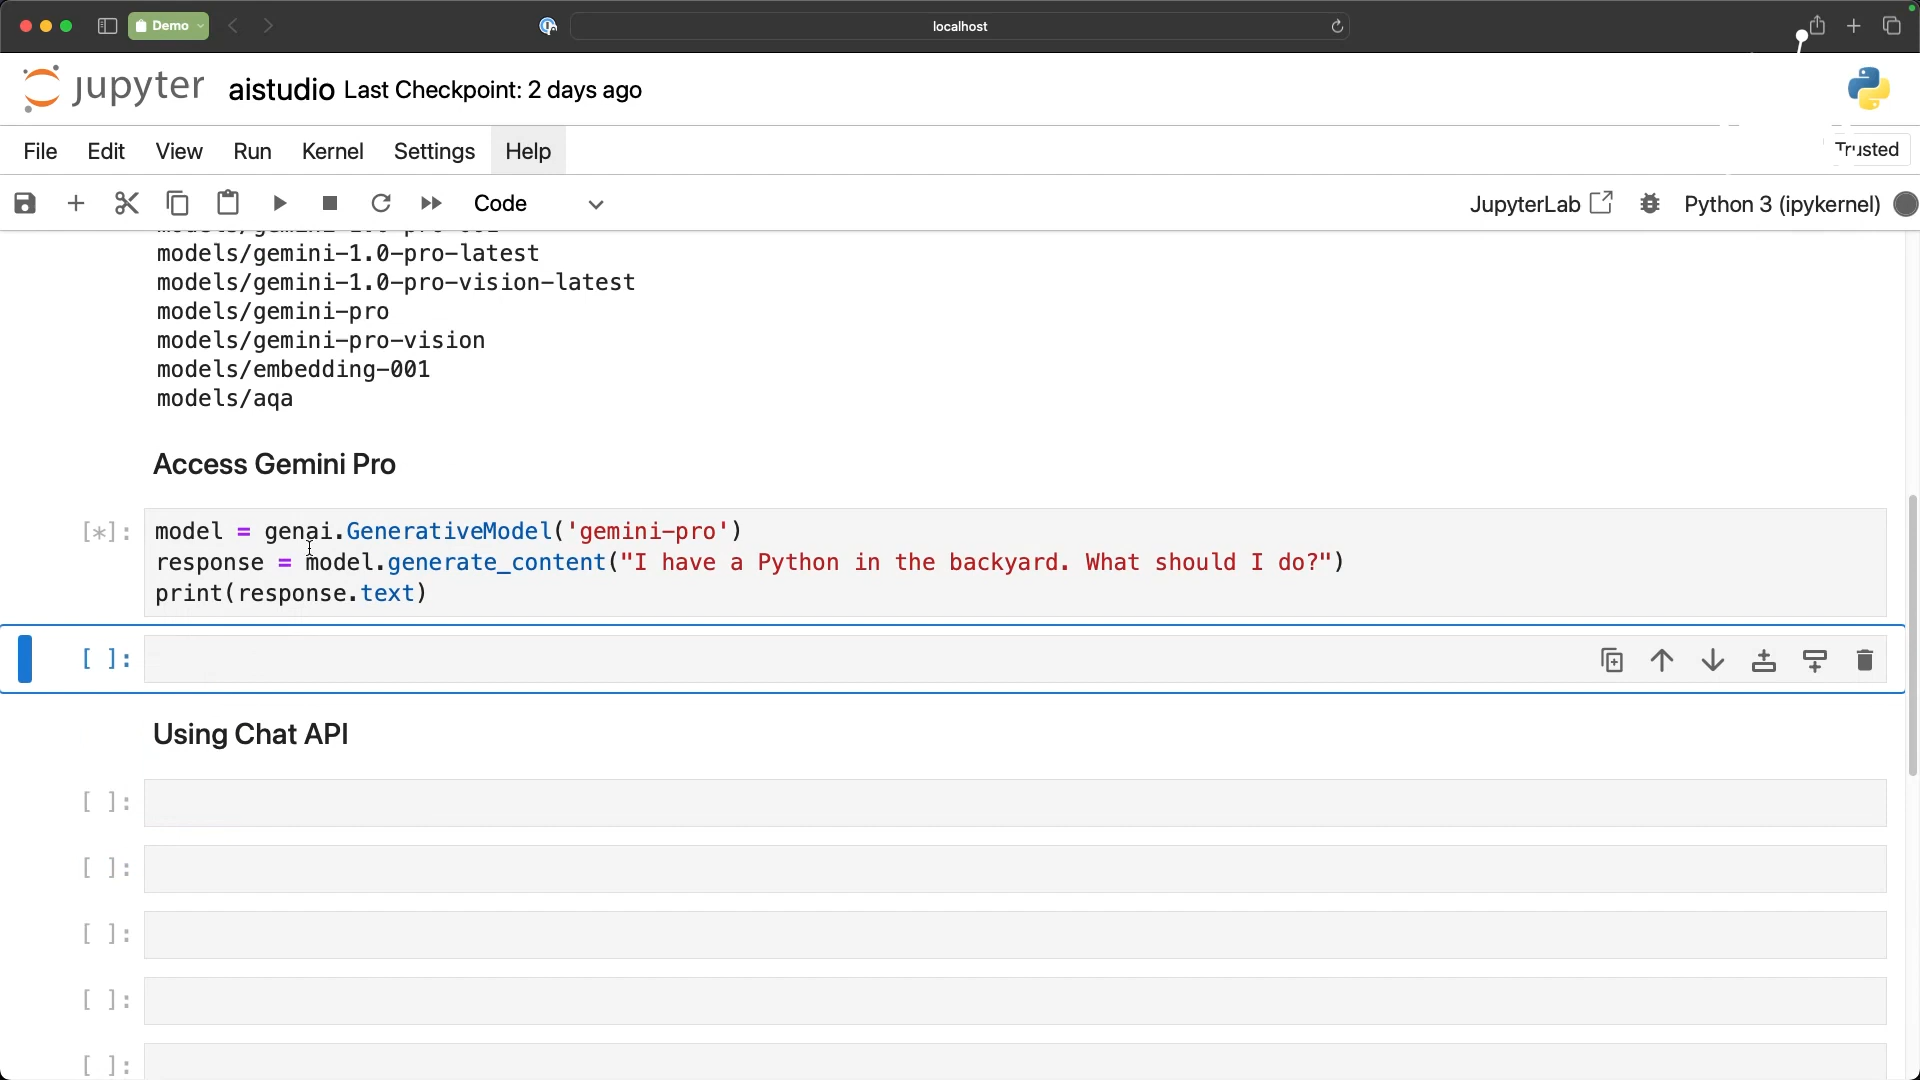 Demo
localhost
jupyter aistudio Last Checkpoint: 2 days ago
File Edit View Run Kernel Settings Help
Trusted
Code
JupyterLab Python 3 (ipykernel)
models/gemini-1.0-pro-latest
models/gemini-1.0-pro-vision-latest
models/gemini-pro
models/gemini-pro-vision
models/embedding-001
models/aqa
Access Gemini Pro
[*]: model = genai.GenerativeModel('gemini-pro')
response = model.generate_content("I have a Python in the backyard. What should I do?")
print(response.text)
[ ]:
Using Chat API
[ ]:
[ ]:
[ ]:
[ ]:
[ ]: